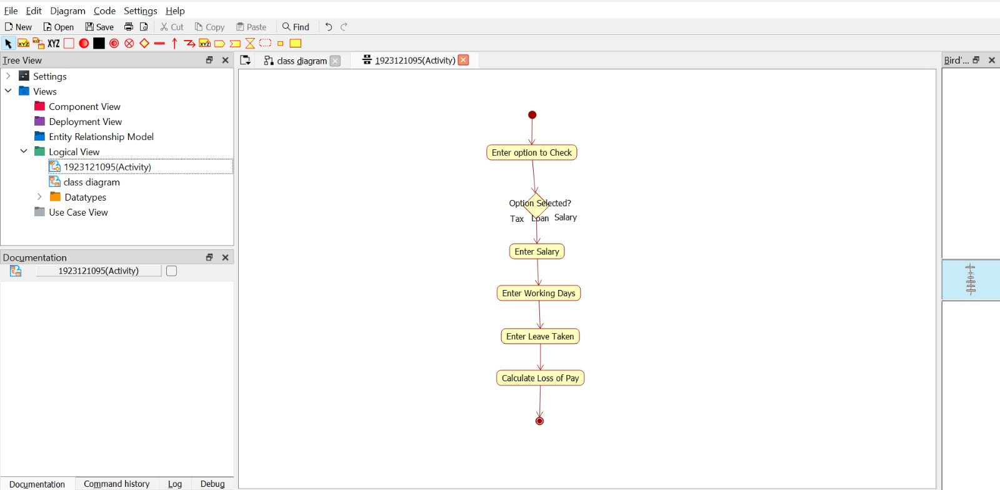 File Edit Diagram Code Settings Help
New Open Save Cut Copy Paste Find
XYZ XYZ XYZ XYZ
Tree View
Settings
Views
Component View
Deployment View
Entity Relationship Model
Logical View
1923121095(Activity)
class diagram
Datatypes
Use Case View
Documentation
1923121095(Activity)
Documentation Command history Log Debug
class diagram 1923121095(Activity)
Enter option to Check
Option Selected?
Tax Loan Salary
Enter Salary
Enter Working Days
Enter Leave Taken
Calculate Loss of Pay
Bird'...